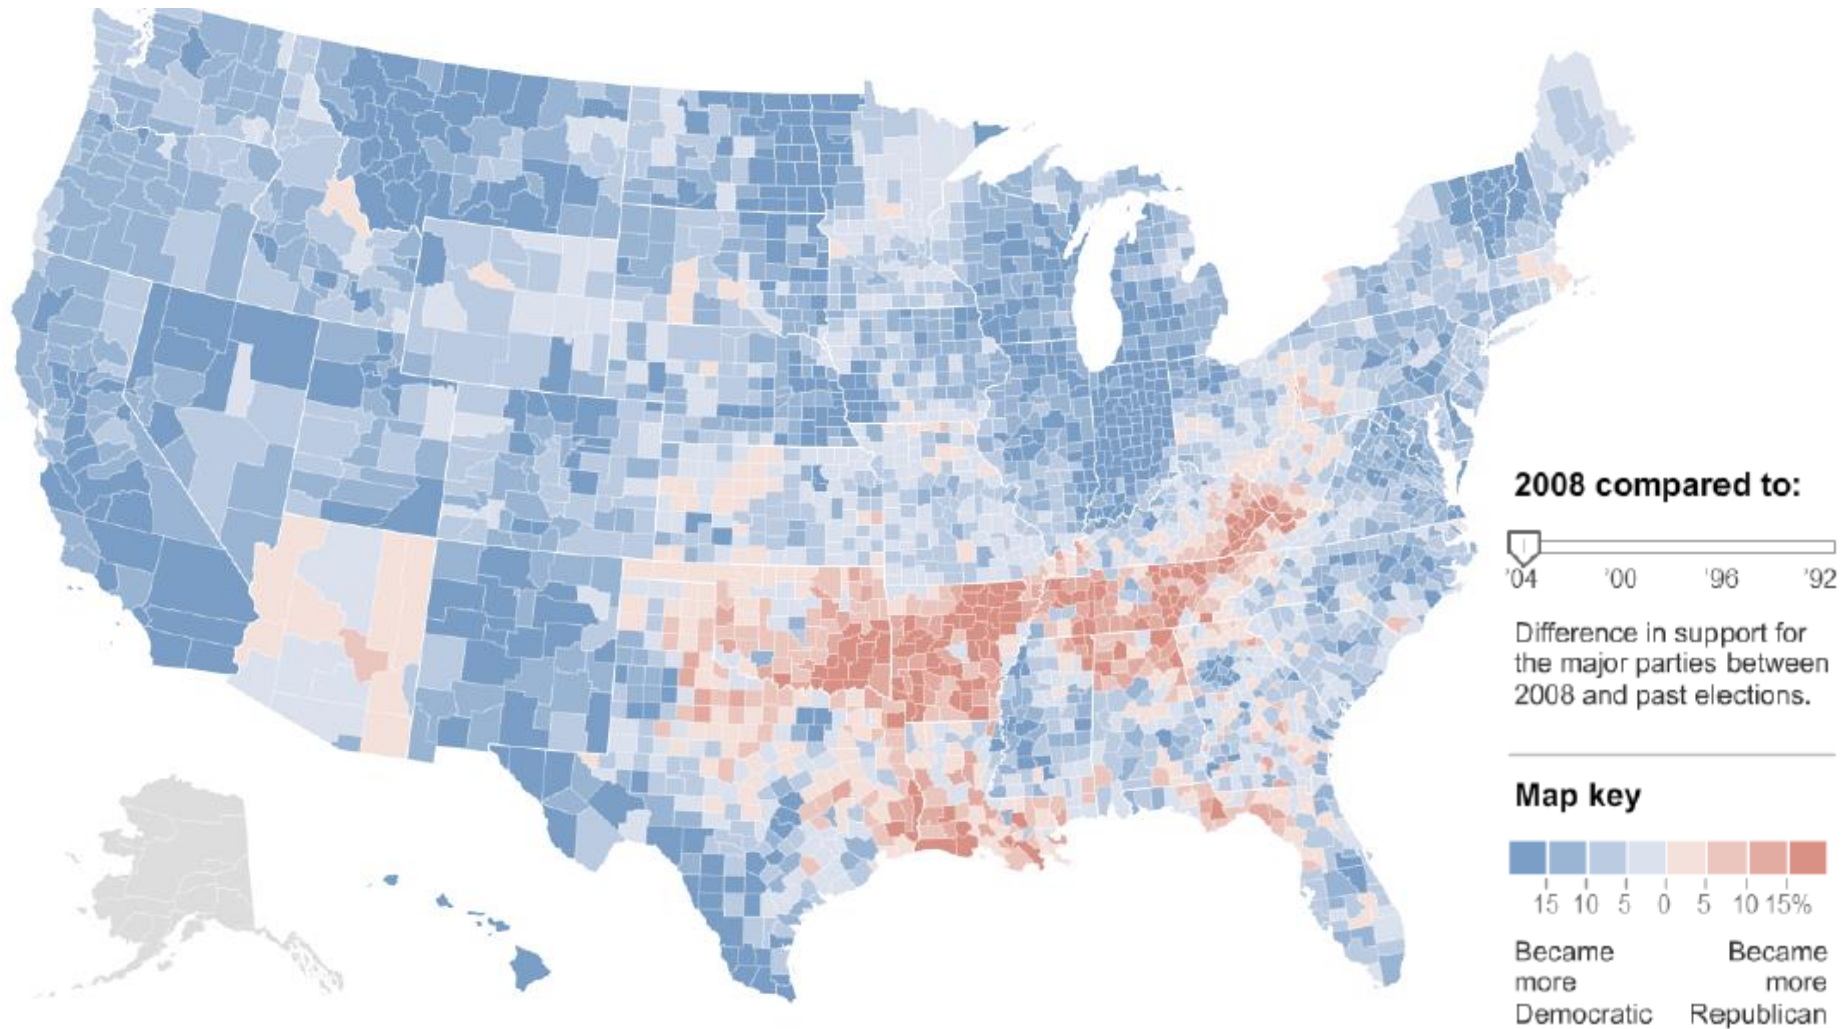 2008 compared to:
'04 '00 '96 '92
Difference in support for
the major parties between
2008 and past elections.
Map key
15 10 5 0 5 10 15%
Became Became
more more
Democratic Republican